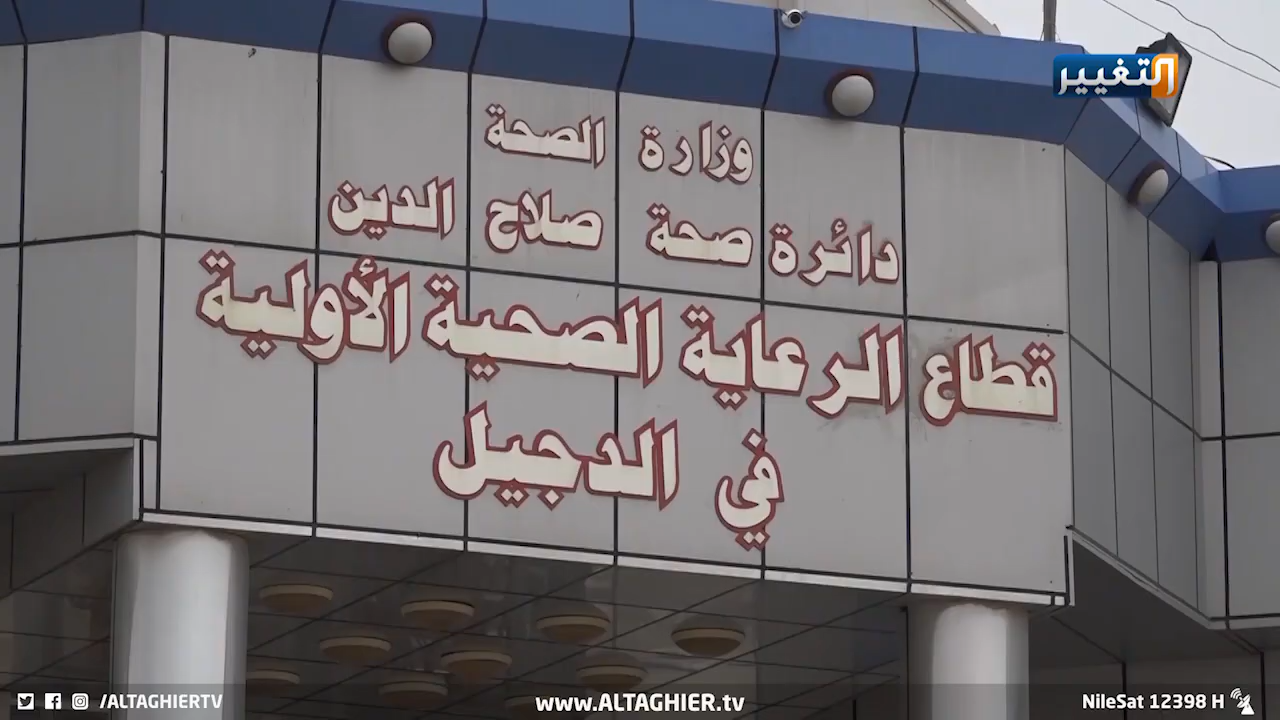 التغيير
وزارة الصحة
دائرة صحة صلاح الدين
قطاع الرعاية الصحية الأولية
في الدجيل
/ALTAGHIERTV
www.ALTAGHIER.tv
NileSat 12398 H